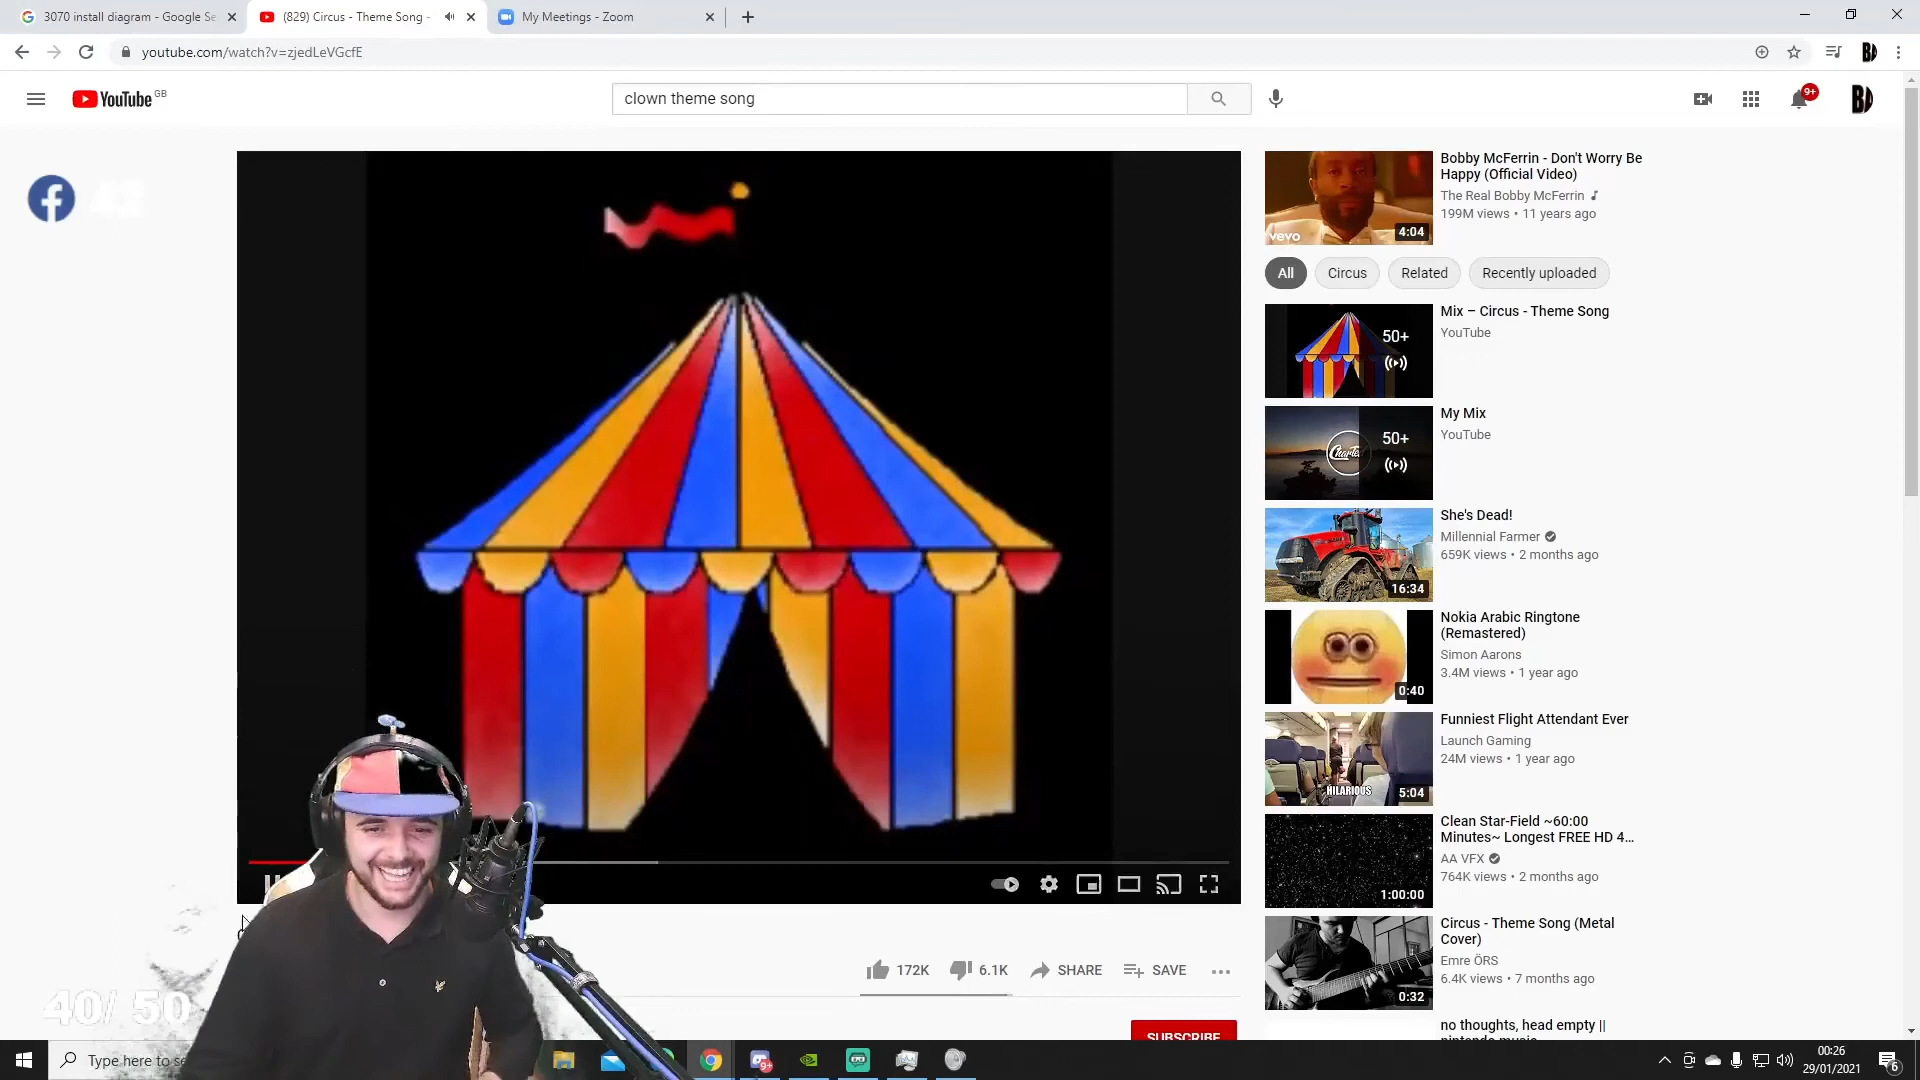 3070 install diagram - Google Se
(829) Circus - Theme Song -
My Meetings - Zoom
youtube.com/watch?v=zjedLeVGcfE
YouTube GB
clown theme song
9+
Bobby McFerrin - Don't Worry Be
Happy (Official Video)
The Real Bobby McFerrin
199M views • 11 years ago
vevo
4:04
All
Circus
Related
Recently uploaded
Mix – Circus - Theme Song
YouTube
50+
My Mix
YouTube
50+
She's Dead!
Millennial Farmer
659K views • 2 months ago
16:34
Nokia Arabic Ringtone
(Remastered)
Simon Aarons
3.4M views • 1 year ago
0:40
Funniest Flight Attendant Ever
Launch Gaming
24M views • 1 year ago
HILARIOUS
5:04
Clean Star-Field ~60:00
Minutes~ Longest FREE HD 4...
AA VFX
764K views • 2 months ago
1:00:00
Circus - Theme Song (Metal
Cover)
Emre ÖRS
6.4K views • 7 months ago
0:32
no thoughts, head empty ||
nintendo music
172K
6.1K
SHARE
SAVE
SUBSCRIBE
40/ 50
Type here to se
9+
00:26
29/01/2021
6